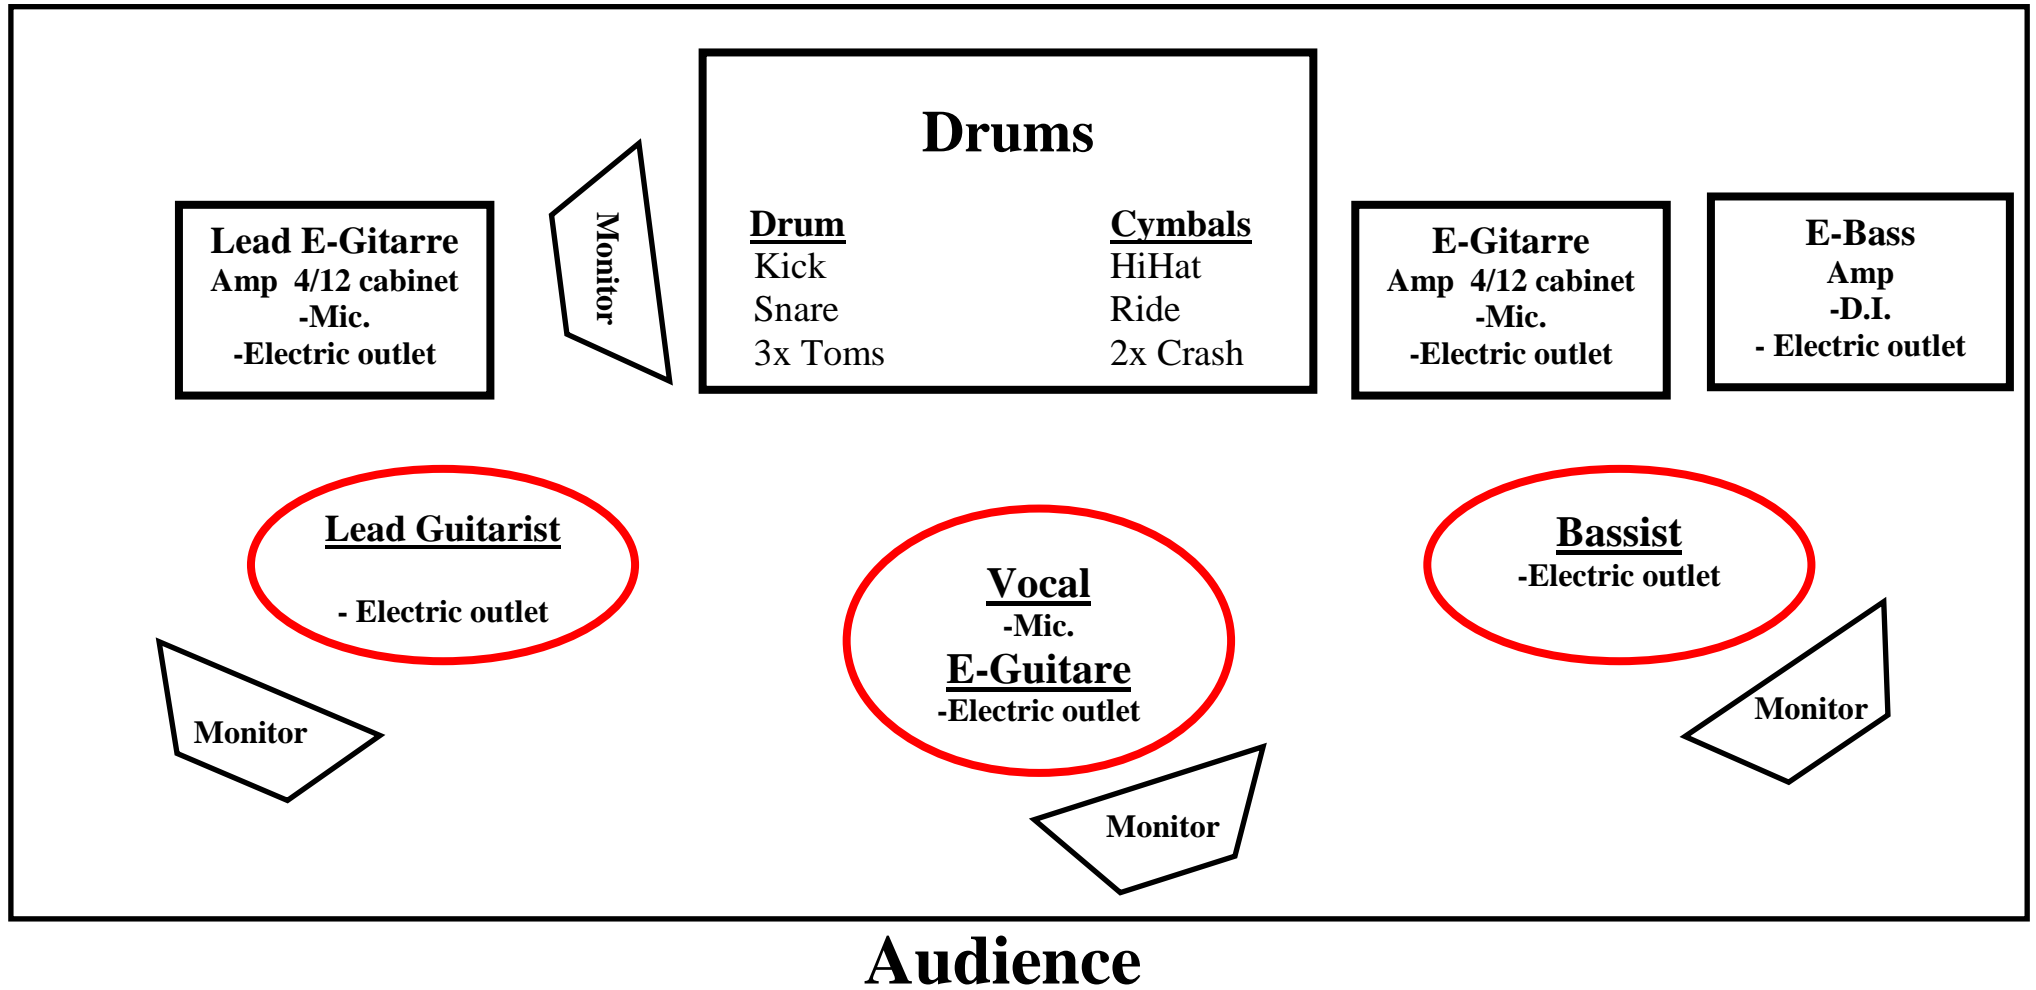 Drums
Drum
Kick
Snare
3x Toms
Cymbals
HiHat
Ride
2x Crash
Lead E-Gitarre
Amp 4/12 cabinet
-Mic.
-Electric outlet
Monitor
E-Gitarre
Amp 4/12 cabinet
-Mic.
-Electric outlet
E-Bass
Amp
-D.I.
- Electric outlet
Lead Guitarist
- Electric outlet
Vocal
-Mic.
E-Guitare
-Electric outlet
Bassist
-Electric outlet
Monitor
Monitor
Monitor
Audience